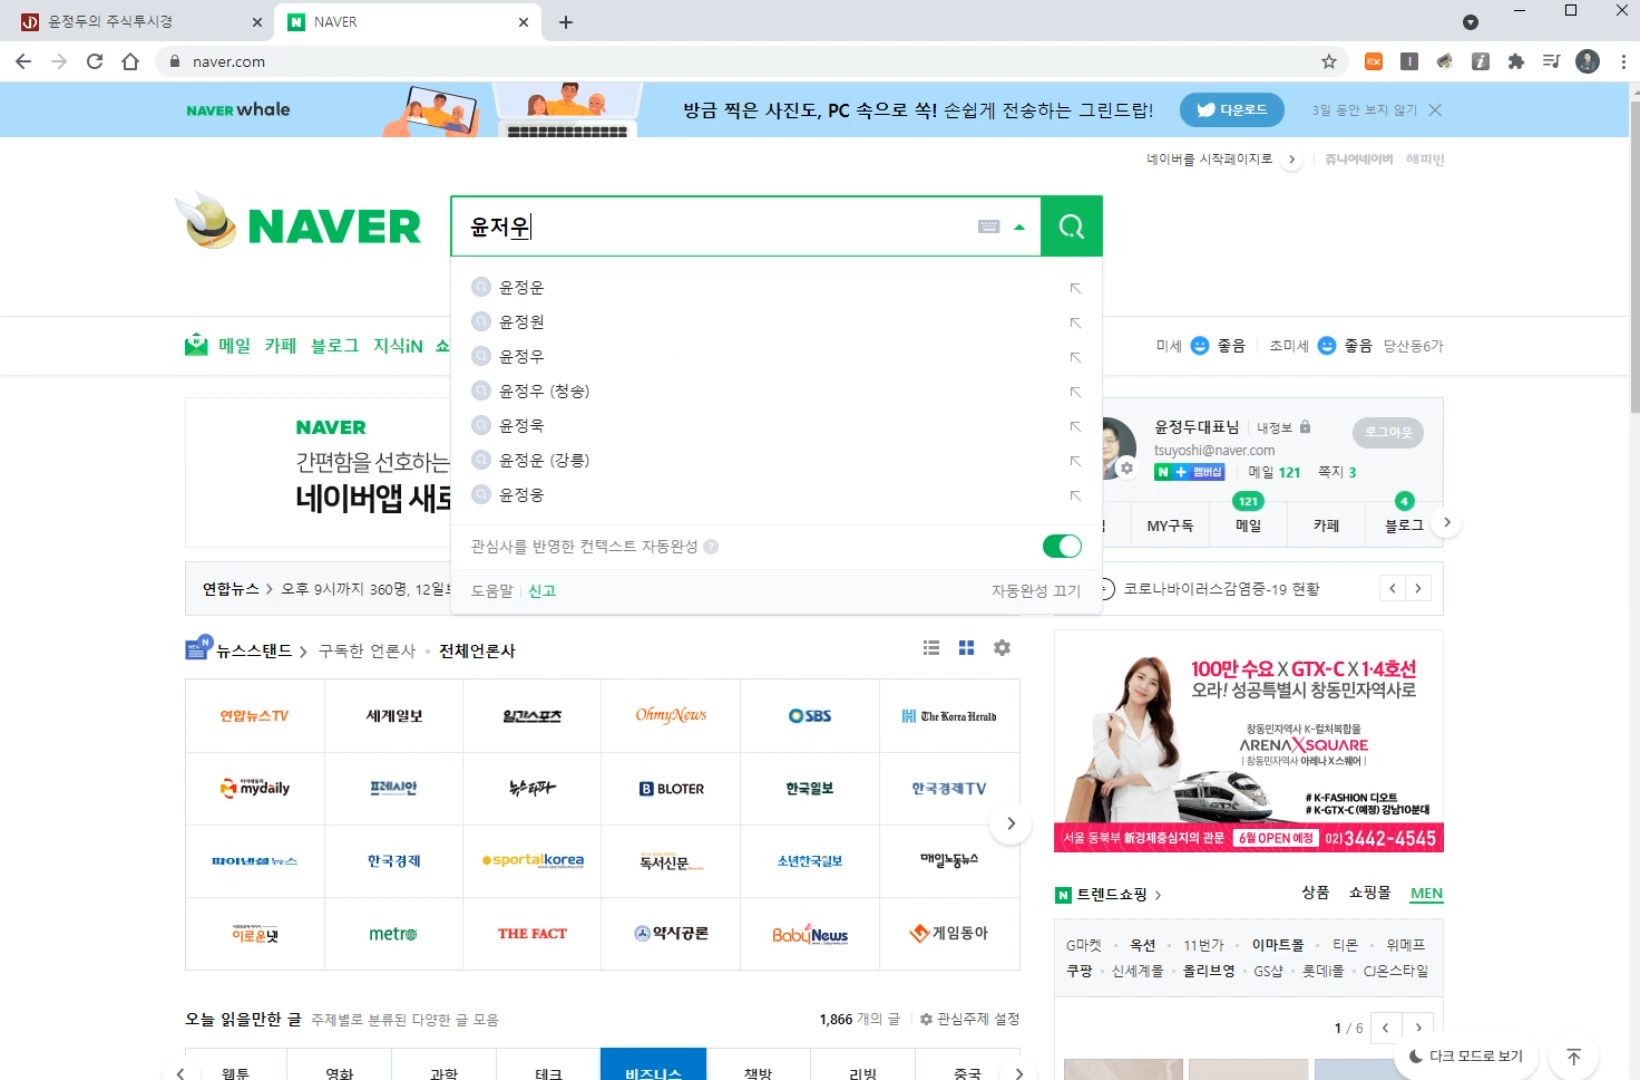 윤정두의 주식투시경
NAVER
naver.com
NAVER whale
방금 찍은 사진도, PC 속으로 쏙! 손쉽게 전송하는 그린드랍!
다운로드
3일 동안 보지 않기
네이버를 시작페이지로
쥬니어네이버
해피빈
NAVER
윤저우
윤정운
윤정원
윤정우
윤정우 (청송)
윤정욱
윤정운 (강릉)
윤정웅
관심사를 반영한 컨텍스트 자동완성
도움말
신고
자동완성 끄기
메일 카페 블로그 지식iN
미세 좋음 초미세 좋음 당산동6가
NAVER
간편함을 선호하는
네이버앱 새로
윤정두대표님 내정보
로그아웃
tsuyoshi@naver.com
N + 멤버십 메일 121 쪽지 3
121
4
MY구독 메일 카페 블로그
연합뉴스 > 오후 9시까지 360명, 12일
코로나바이러스감염증-19 현황
뉴스스탠드 > 구독한 언론사 · 전체언론사
연합뉴스TV 세계일보 일간스포츠 OhmyNews SBS The Korea Herald
mydaily 프레시안 뉴스타파 BLOTER 한국일보 한국경제TV
파이낸셜뉴스 한국경제 sportalkorea 독서신문 소년한국일보 매일노동뉴스
이로운넷 metro THE FACT 약사공론 BabyNews 게임동아
100만 수요 X GTX-C X 1·4호선
오라! 성공특별시 창동민자역사로
창동민자역사 K-컬처복합몰
ARENA X SQUARE
| 창동민자역사 아레나 X 스퀘어 |
# K-FASHION 디오트
# K-GTX-C (예정) 강남10분대
서울 동북부 新경제중심지의 관문 6월 OPEN 예정 02)3442-4545
N 트렌드쇼핑 >
상품 쇼핑몰 MEN
G마켓 · 옥션 · 11번가 · 이마트몰 · 티몬 · 위메프
쿠팡 · 신세계몰 · 올리브영 · GS샵 · 롯데i몰 · CJ온스타일
오늘 읽을만한 글 주제별로 분류된 다양한 글 모음
1,866 개의 글
관심주제 설정
1 / 6
다크 모드로 보기
웹툰 영화 과학 테크 비즈니스 책방 리빙 중국